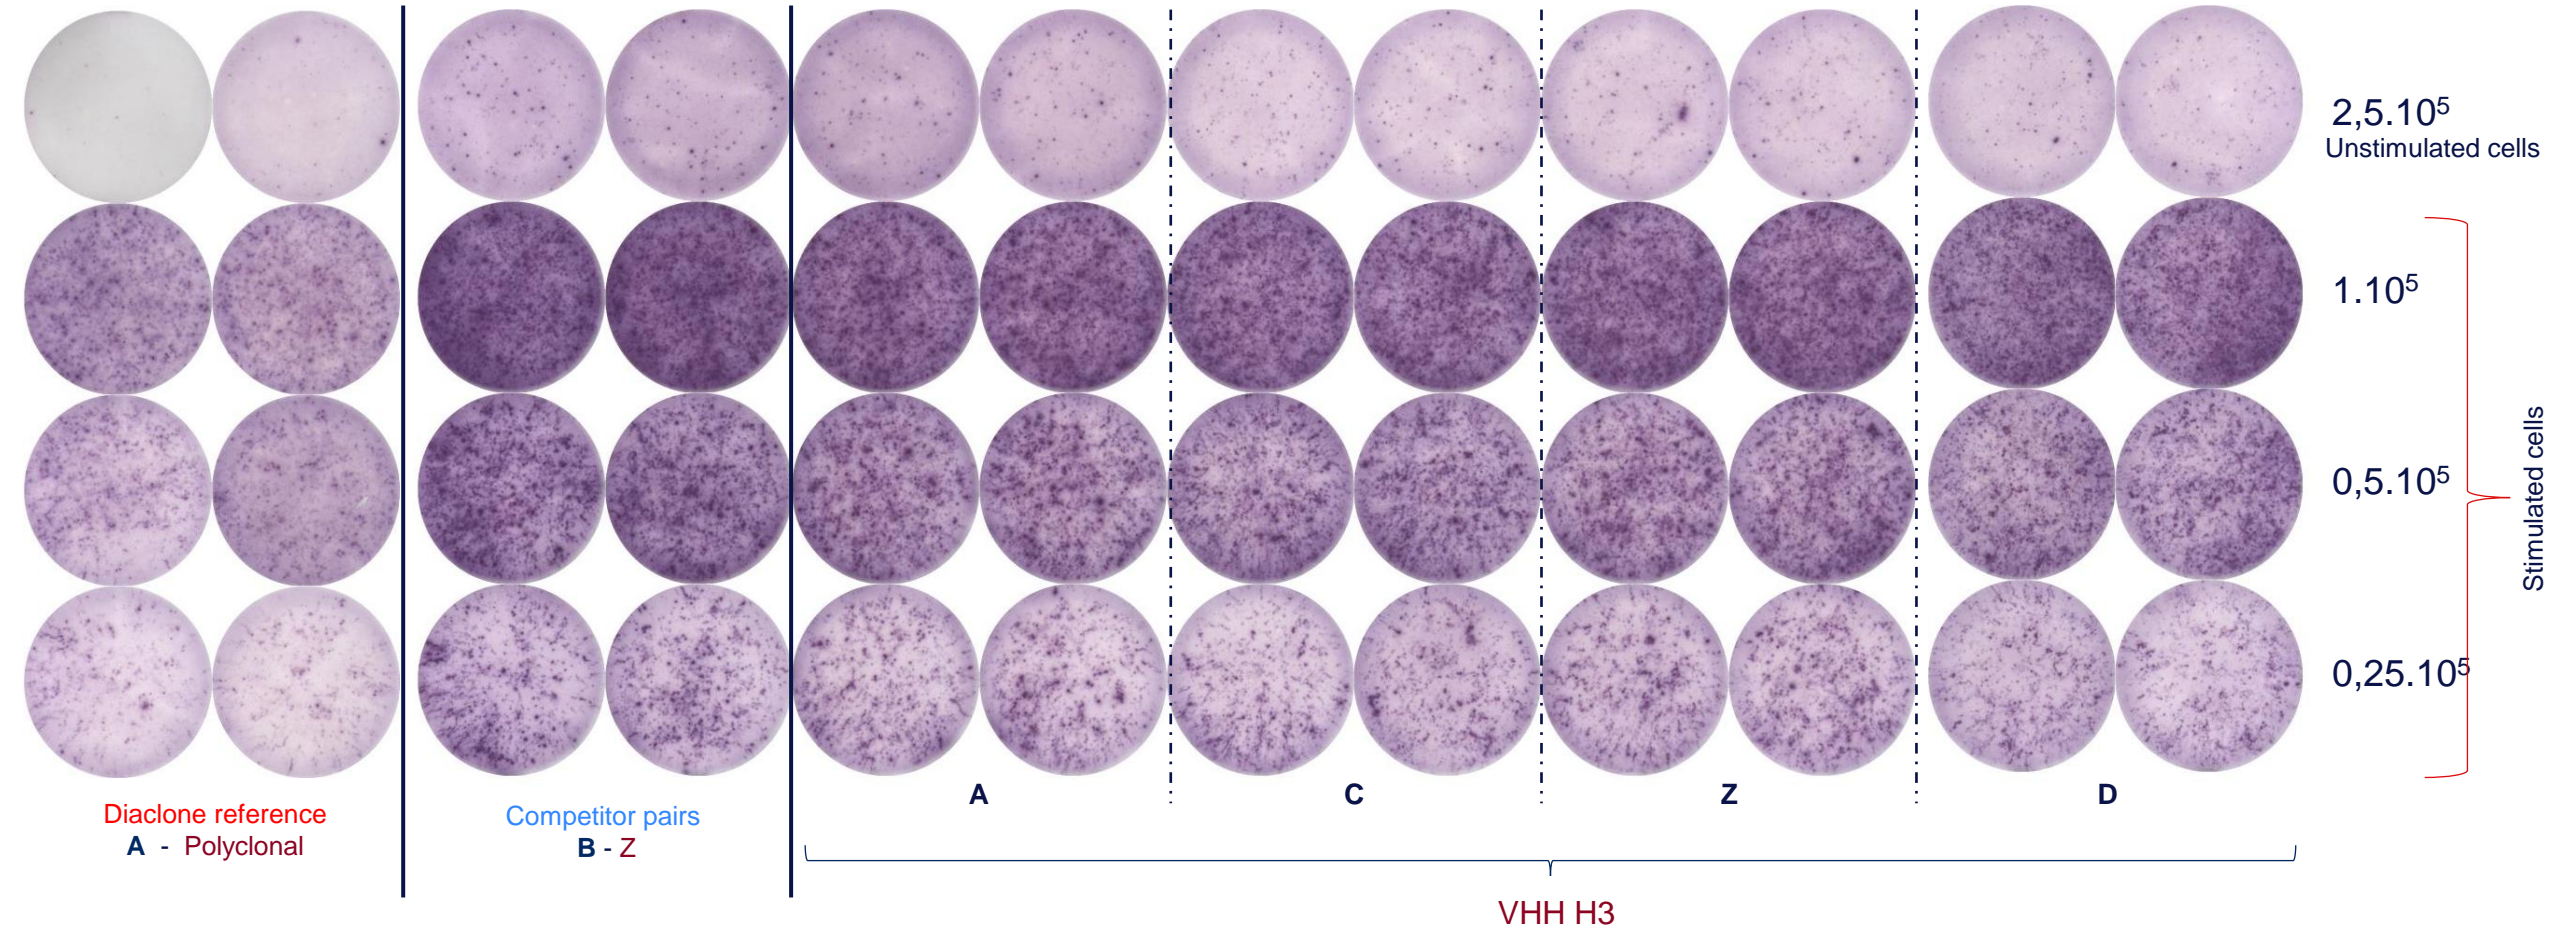 2,5.10⁵
Unstimulated cells
1.10⁵
0,5.10⁵
Stimulated cells
0,25.10⁵
A
C
Z
D
Diaclone reference
A - Polyclonal
Competitor pairs
B - Z
VHH H3